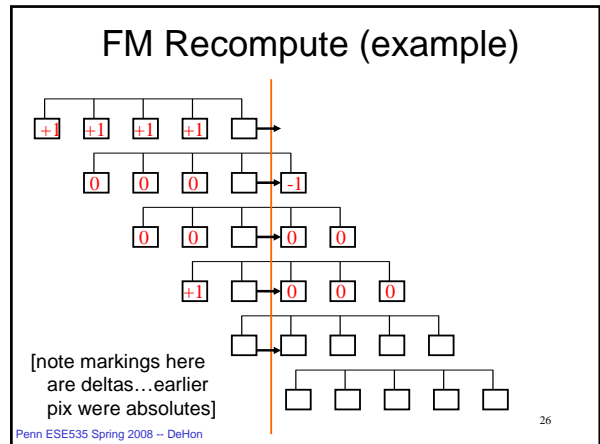 FM Recompute (example)
+1 +1 +1 +1
0 0 0 -1
0 0 0 0
+1 0 0 0
[note markings here
are deltas…earlier
pix were absolutes]
26
Penn ESE535 Spring 2008 -- DeHon